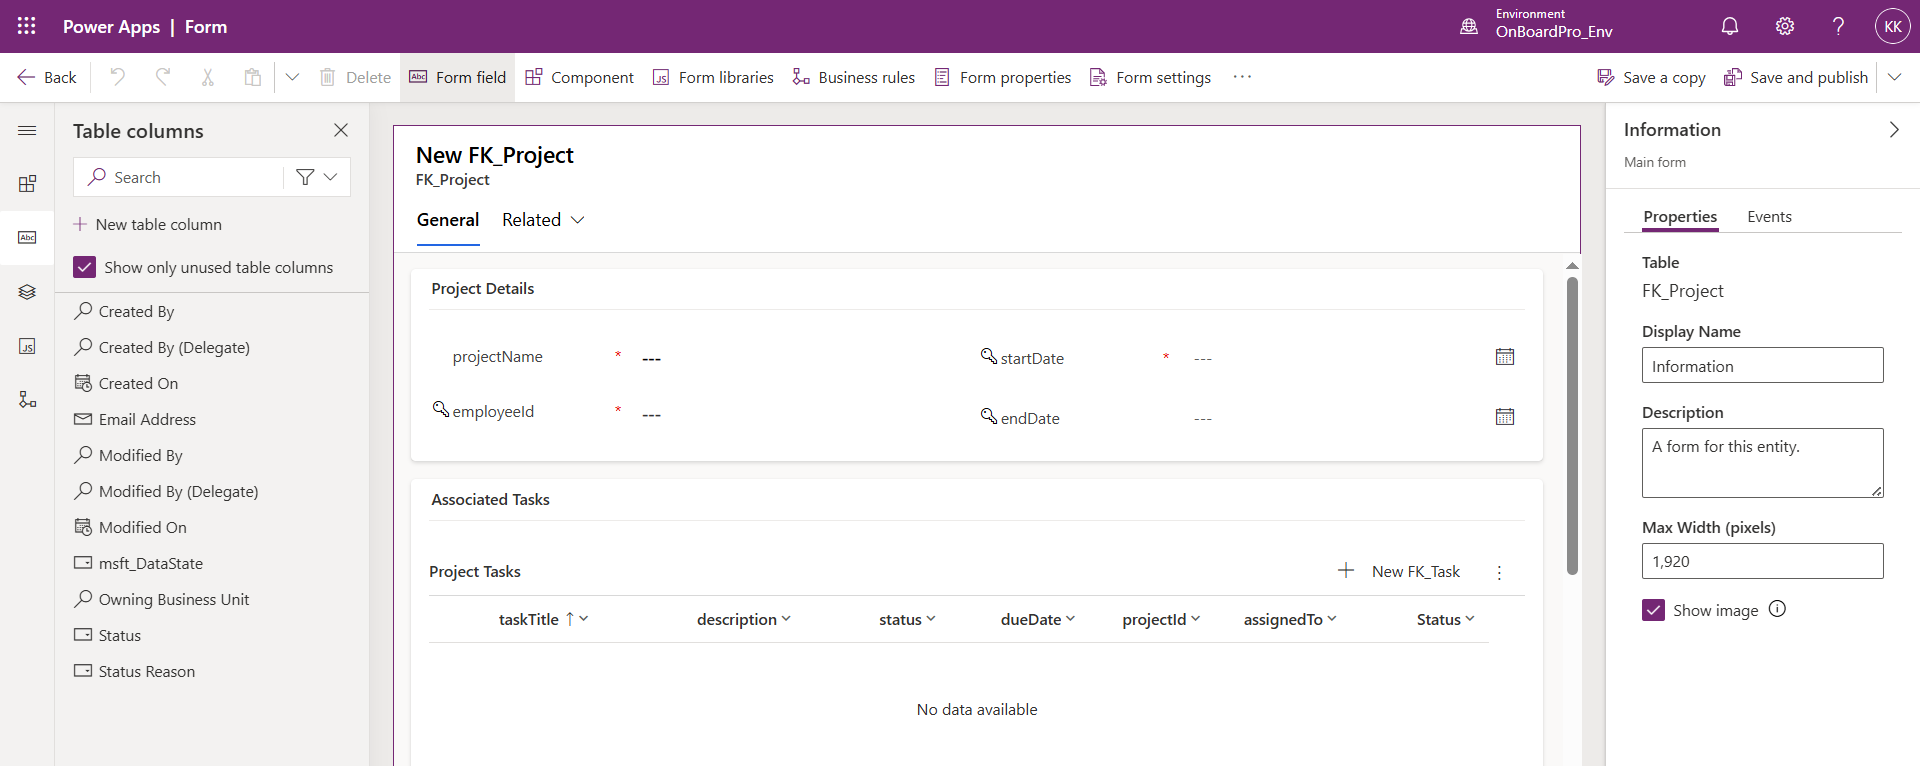 Power Apps | Form
Environment
OnBoardPro_Env
KK
Back
Delete
Abc Form field
Component
JS Form libraries
Business rules
Form properties
Form settings
Save a copy
Save and publish
Table columns
Search
New table column
Abc
Show only unused table columns
Created By
Created By (Delegate)
JS
Created On
Email Address
Modified By
Modified By (Delegate)
Modified On
msft_DataState
Owning Business Unit
Status
Status Reason
New FK_Project
FK_Project
General Related
Project Details
projectName * ---
startDate * ---
employeeId * ---
endDate ---
Associated Tasks
Project Tasks
New FK_Task
taskTitle description status dueDate projectId assignedTo Status
No data available
Information
Main form
Properties Events
Table
FK_Project
Display Name
Information
Description
A form for this entity.
Max Width (pixels)
1,920
Show image